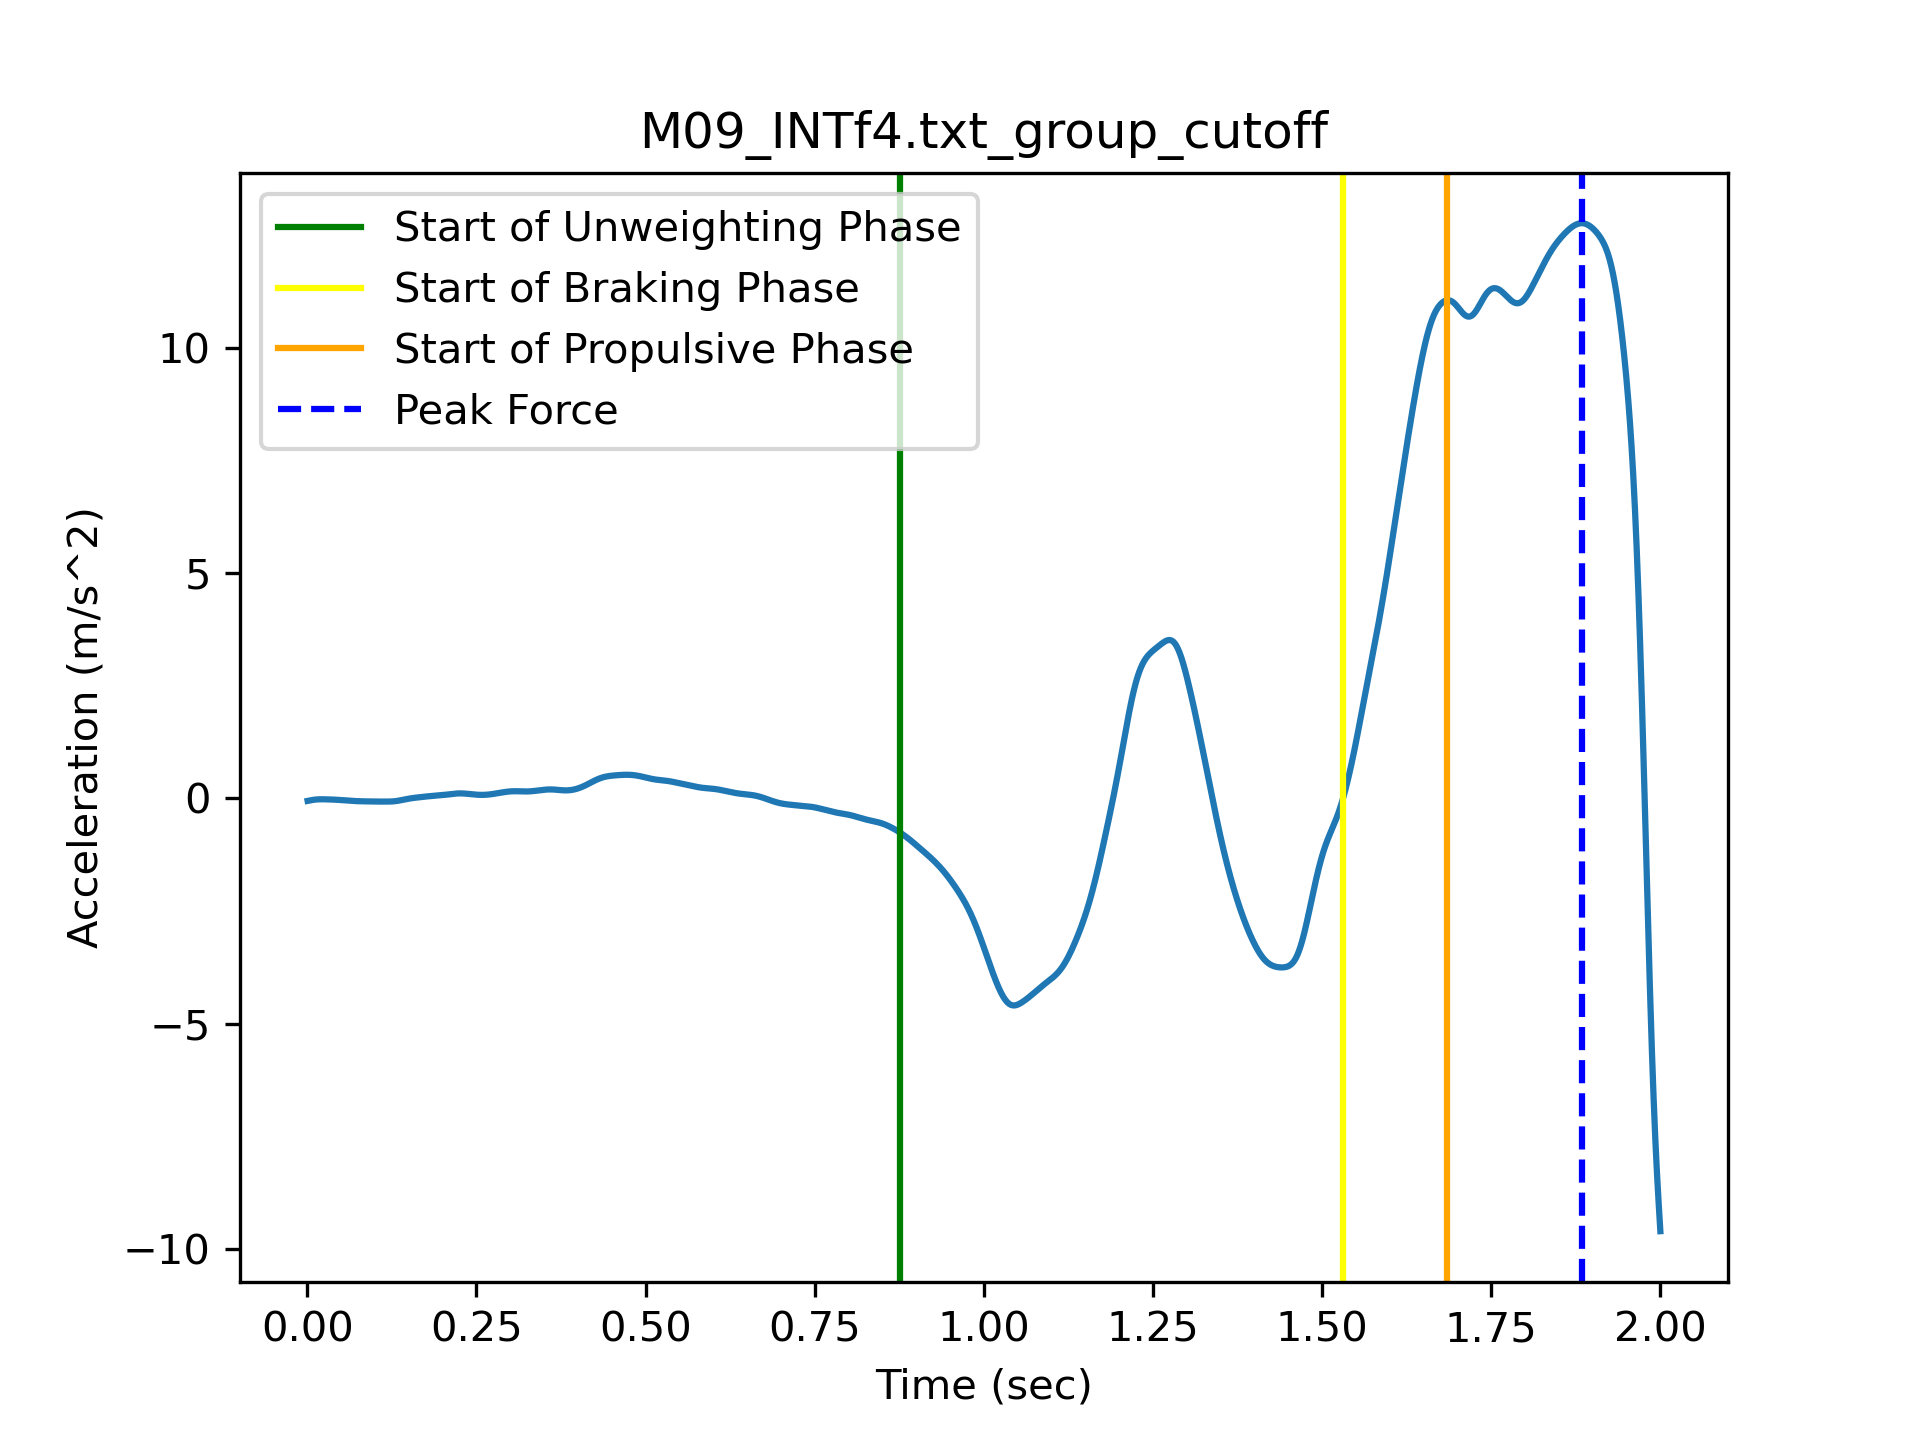 M09_INTf4.txt_group_cutoff
Start of Unweighting Phase
Start of Braking Phase
Start of Propulsive Phase
Peak Force
Acceleration (m/s^2)
10
5
0
−5
−10
0.00 0.25 0.50 0.75 1.00 1.25 1.50 1.75 2.00
Time (sec)